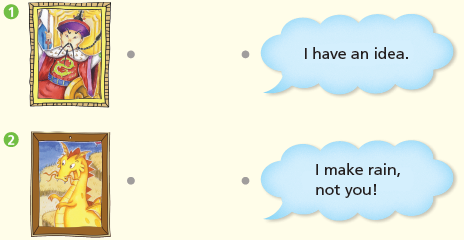 1
I have an idea.
2
I make rain,
not you!